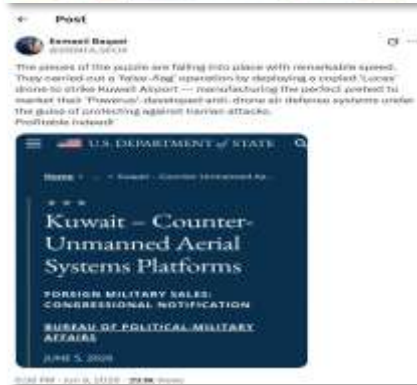 Post
Esmaeil Baqaei
The pieces of the puzzle are falling into place with remarkable speed.
They carried out a 'false-flag' operation by deploying a copied 'Lucas'
drone to strike Kuwait Airport — manufacturing the perfect pretext to
market their 'Powerus'-developed anti-drone air defense systems under
the guise of protecting against Iranian attacks.
Profitable indeed!
U.S. DEPARTMENT of STATE
Home
Kuwait – Counter-Unmanned Ae...
Kuwait – Counter-
Unmanned Aerial
Systems Platforms
FOREIGN MILITARY SALES:
CONGRESSIONAL NOTIFICATION
BUREAU OF POLITICAL-MILITARY
AFFAIRS
JUNE 5, 2026
Views